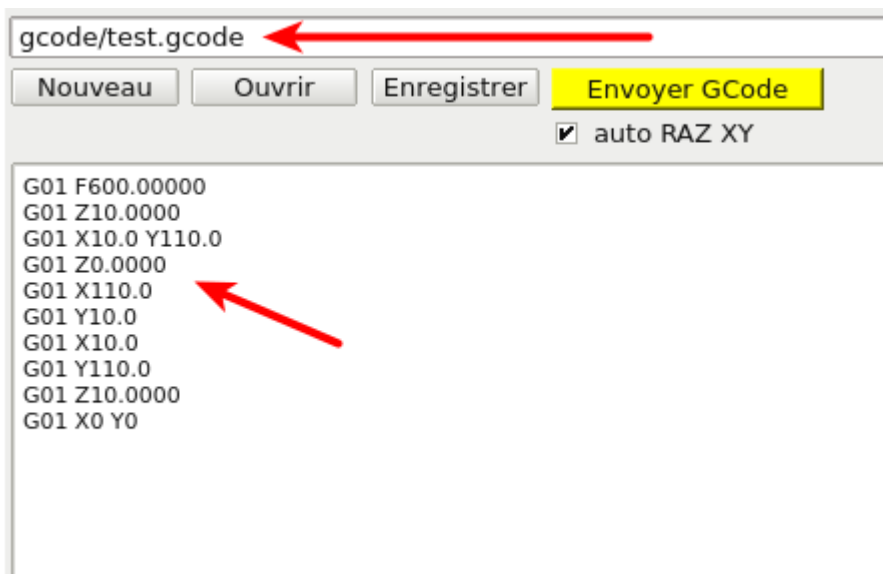 gcode/test.gcode
Nouveau Ouvrir Enregistrer Envoyer GCode
auto RAZ XY
G01 F600.00000
G01 Z10.0000
G01 X10.0 Y110.0
G01 Z0.0000
G01 X110.0
G01 Y10.0
G01 X10.0
G01 Y110.0
G01 Z10.0000
G01 X0 Y0